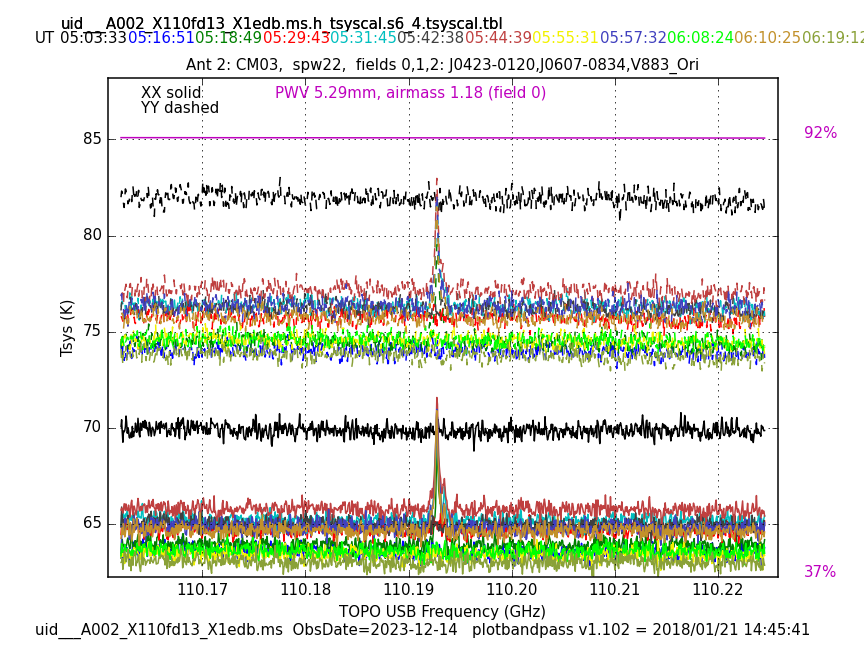 uid___A002_X110fd13_X1edb.ms.h_tsyscal.s6_4.tsyscal.tbl
UT 05:03:33 05:16:51 05:18:49 05:29:43 05:31:45 05:42:38 05:44:39 05:55:31 05:57:32 06:08:24 06:10:25 06:19:12
Ant 2: CM03,  spw22,  fields 0,1,2: J0423-0120,J0607-0834,V883_Ori
XX solid
PWV 5.29mm, airmass 1.18 (field 0)
YY dashed
92%
85
80
75
70
65
Tsys (K)
37%
110.17 110.18 110.19 110.20 110.21 110.22
TOPO USB Frequency (GHz)
uid___A002_X110fd13_X1edb.ms  ObsDate=2023-12-14   plotbandpass v1.102 = 2018/01/21 14:45:41